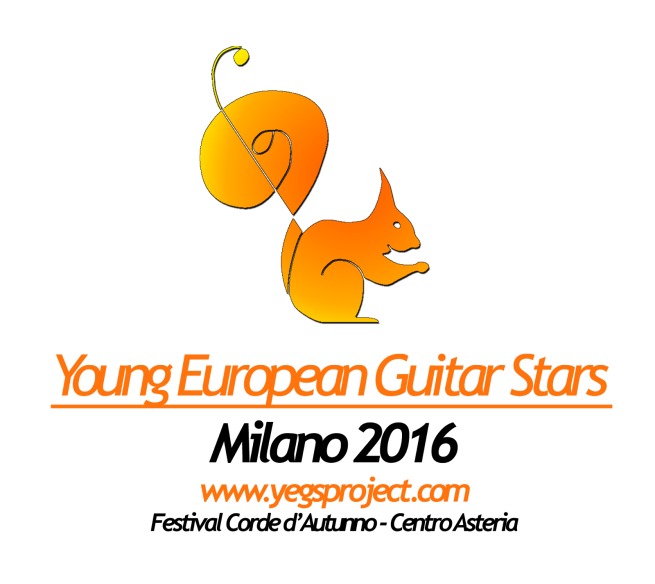 Young European Guitar Stars
Milano 2016
www.yegsproject.com
Festival Corde d'Autunno - Centro Asteria